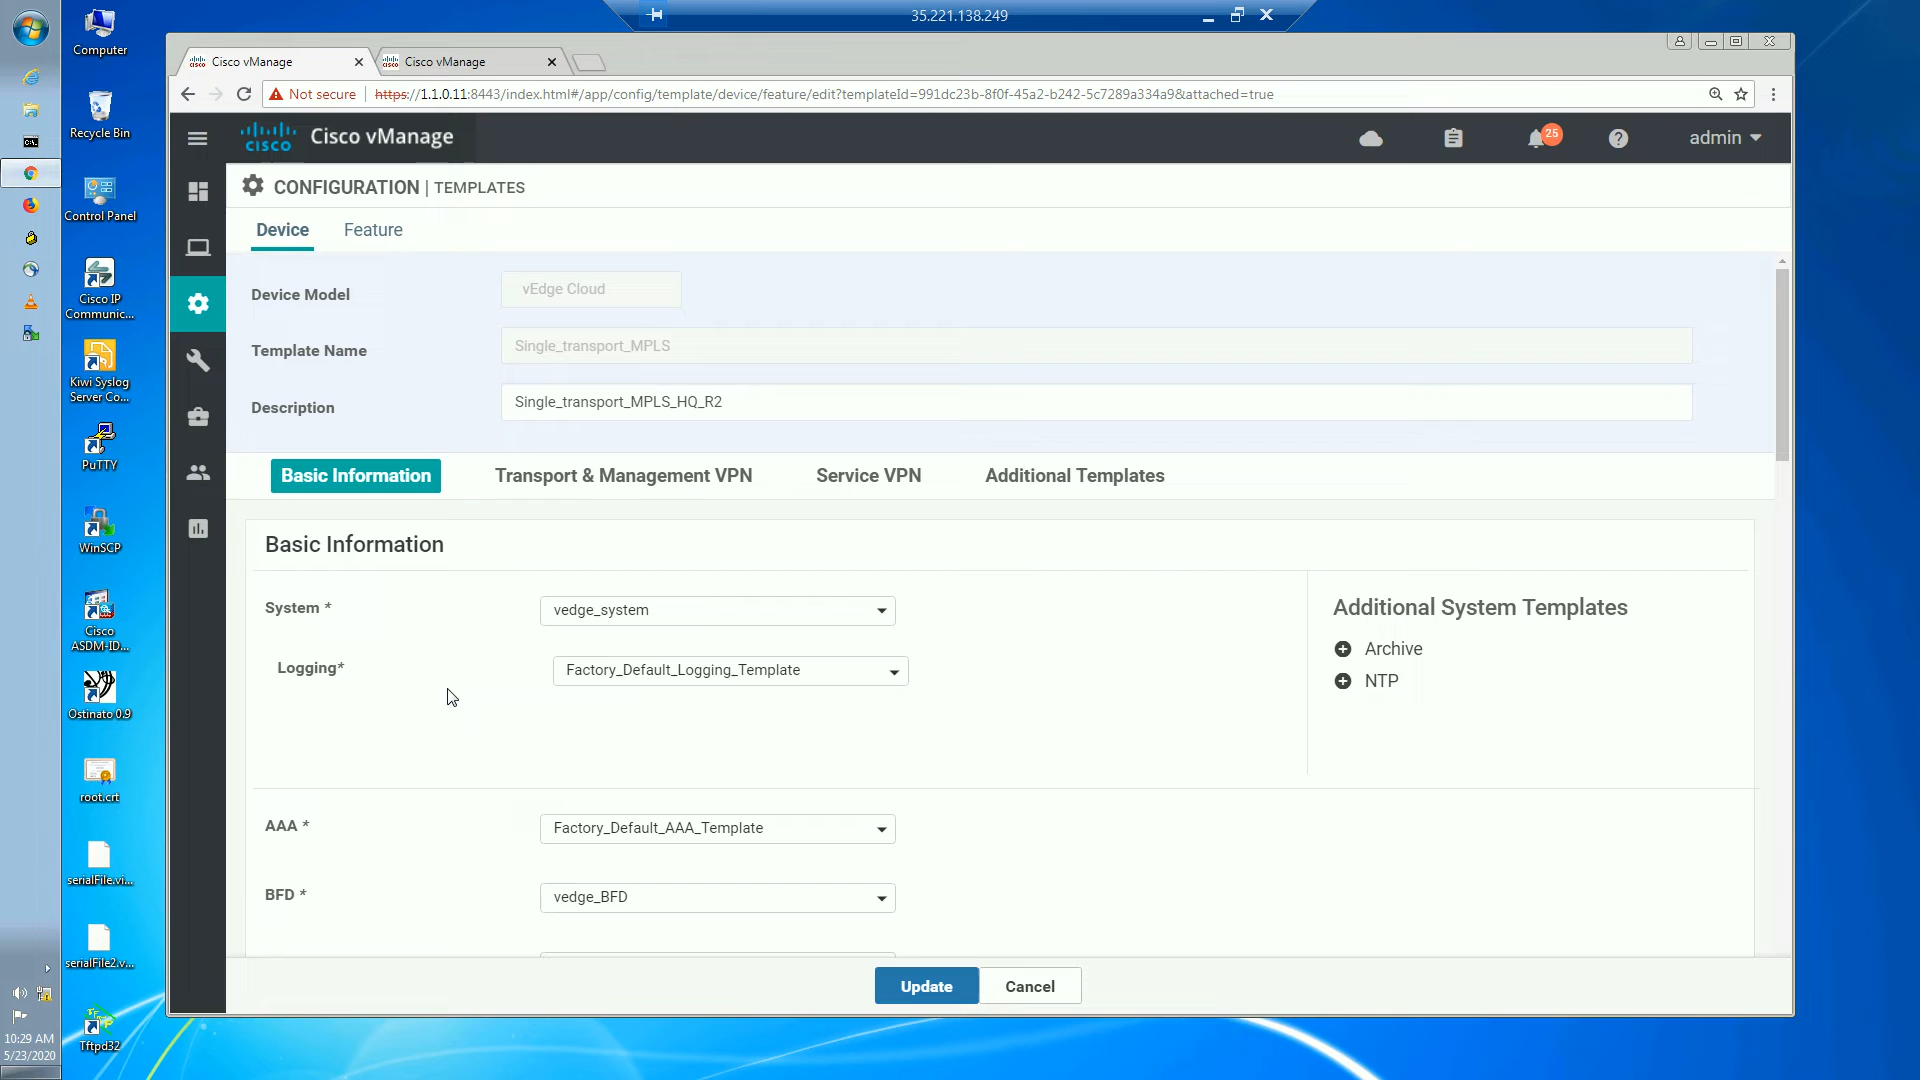 35.221.138.249
Computer
Recycle Bin
Control Panel
Cisco IP
Communic...
Kiwi Syslog
Server Co...
PuTTY
WinSCP
Cisco
ASDM-ID...
Ostinato 0.9
root.crt
serialFile.vi...
serialFile2.v...
Tftpd32
10:29 AM
5/23/2020
Cisco vManage
Cisco vManage
Not secure
https://1.1.0.11:8443/index.html#/app/config/template/device/feature/edit?templateId=991dc23b-8f0f-45a2-b242-5c7289a334a9&attached=true
cisco
Cisco vManage
25
admin
CONFIGURATION | TEMPLATES
Device
Feature
Device Model
vEdge Cloud
Template Name
Single_transport_MPLS
Description
Single_transport_MPLS_HQ_R2
Basic Information
Transport & Management VPN
Service VPN
Additional Templates
Basic Information
System *
vedge_system
Logging*
Factory_Default_Logging_Template
Additional System Templates
Archive
NTP
AAA *
Factory_Default_AAA_Template
BFD *
vedge_BFD
Update
Cancel